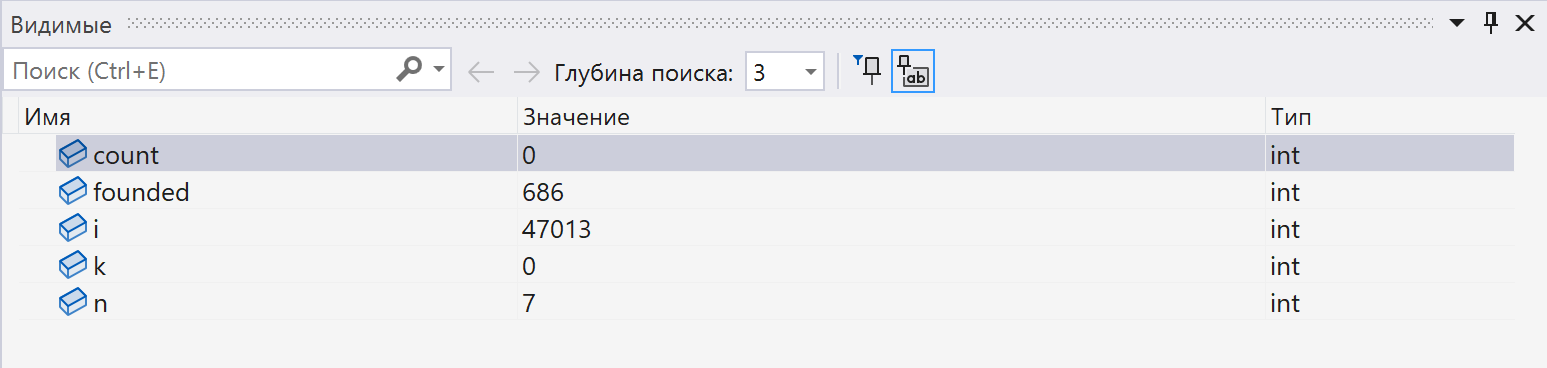 Видимые
Поиск (Ctrl+E) Глубина поиска: 3 ab
Имя Значение Тип
count 0 int
founded 686 int
i 47013 int
k 0 int
n 7 int